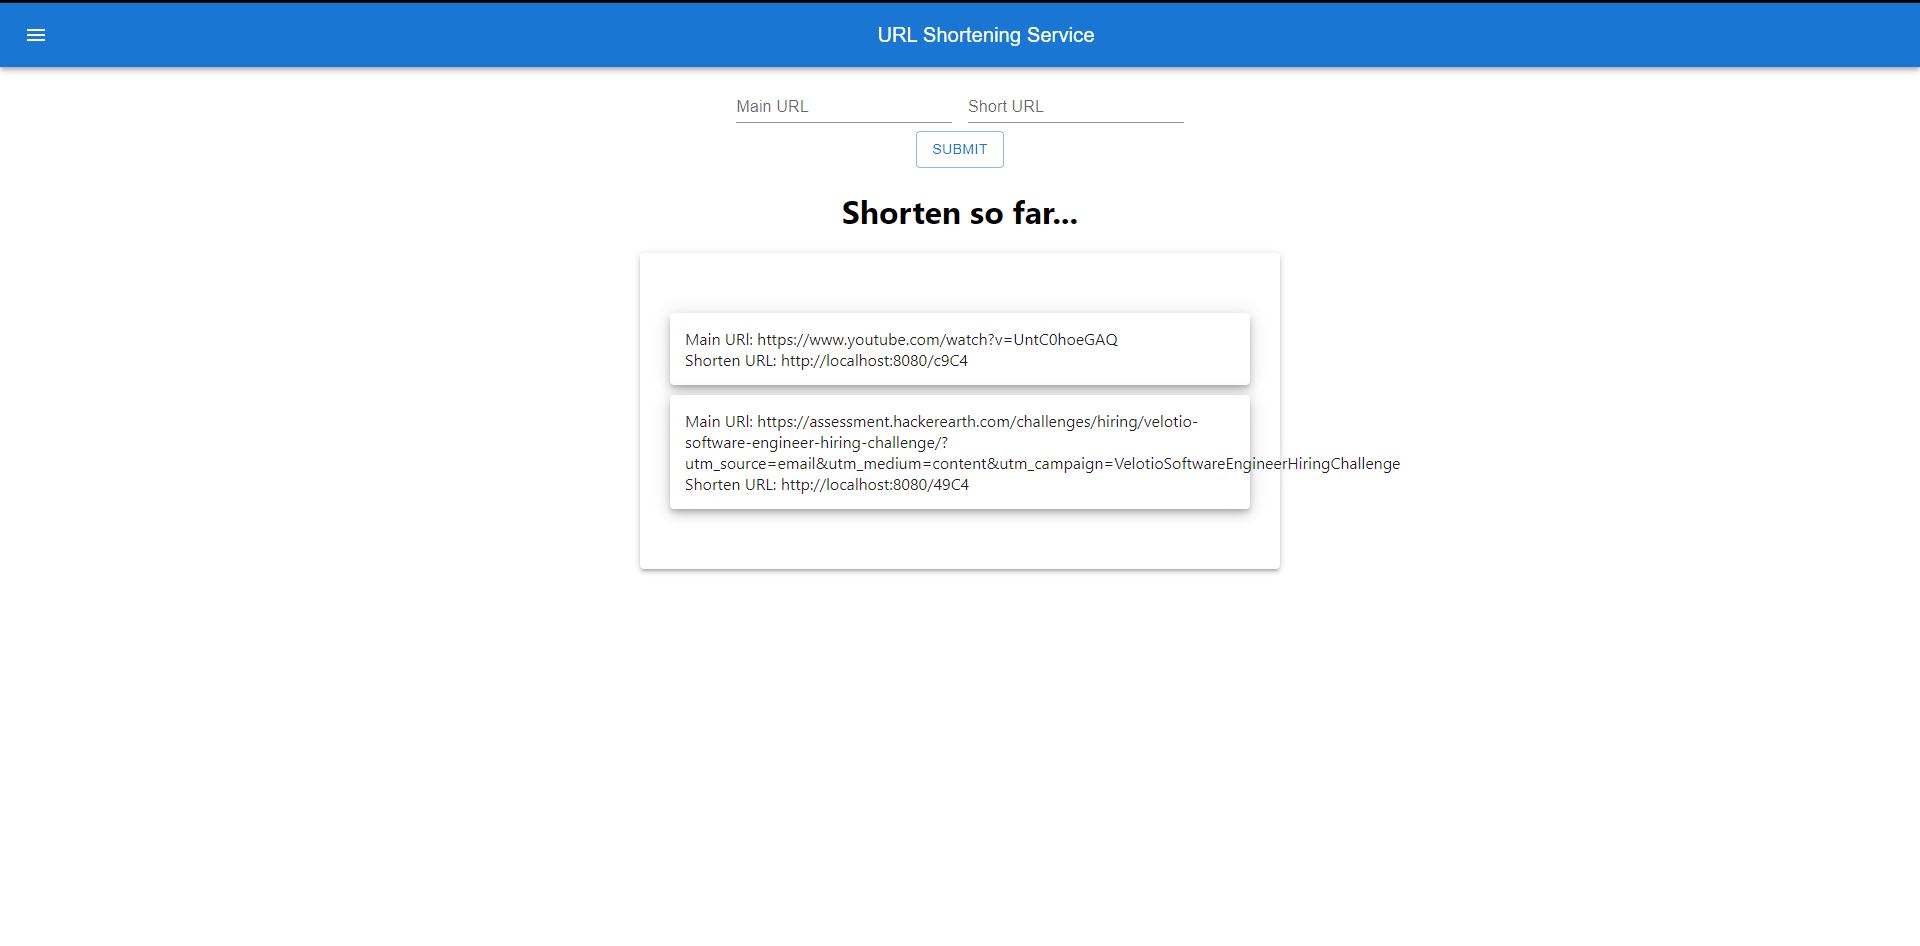 URL Shortening Service
Main URL Short URL
SUBMIT
Shorten so far...
Main URl: https://www.youtube.com/watch?v=UntC0hoeGAQ
Shorten URL: http://localhost:8080/c9C4
Main URl: https://assessment.hackerearth.com/challenges/hiring/velotio-
software-engineer-hiring-challenge/?
utm_source=email&utm_medium=content&utm_campaign=VelotioSoftwareEngineerHiringChallenge
Shorten URL: http://localhost:8080/49C4